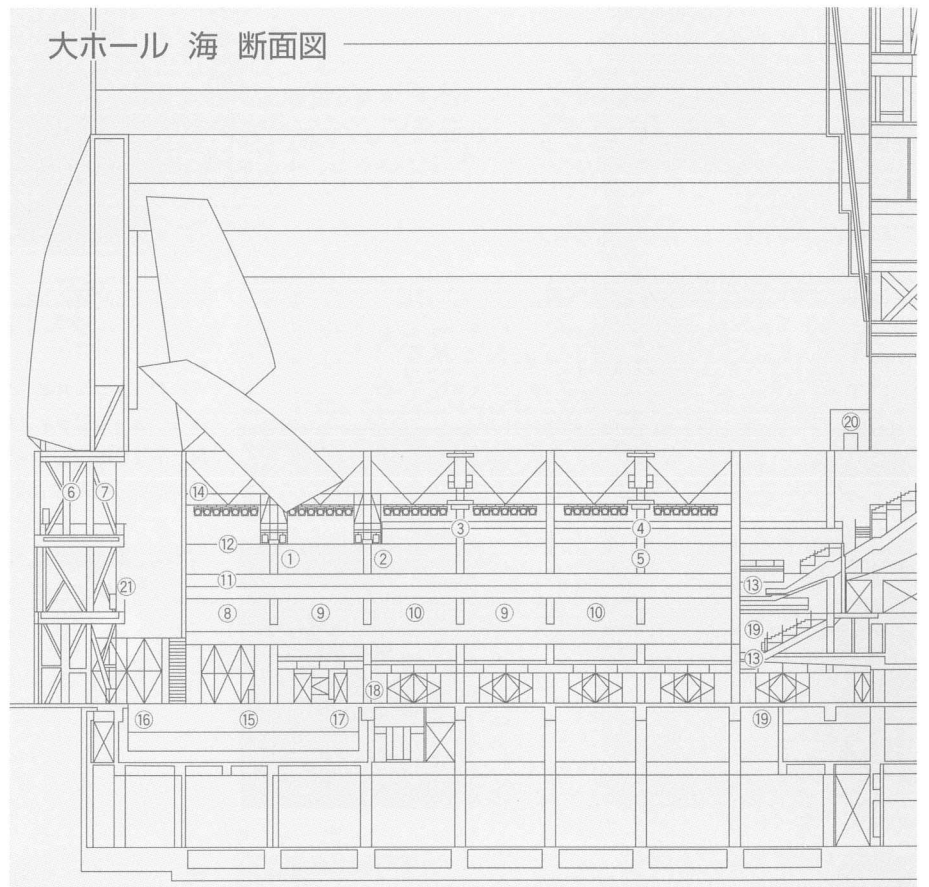 大ホール 海 断面図
⑳
⑥ ⑦ ⑭
③ ④
⑫ ① ② ⑤
⑪ ⑬
㉑
⑧ ⑨ ⑩ ⑨ ⑩
⑲
⑬
⑱
⑯ ⑮ ⑰ ⑲